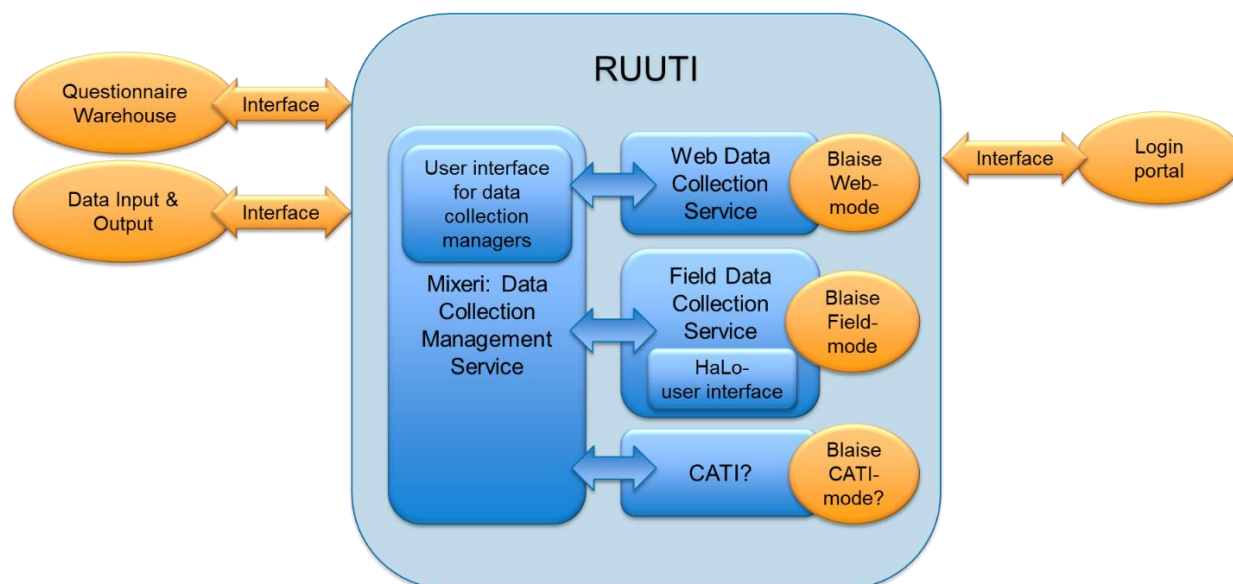 RUUTI
Questionnaire
Warehouse
Interface
Data Input &
Output
Interface
User interface
for data
collection
managers
Mixeri: Data
Collection
Management
Service
Web Data
Collection
Service
Blaise
Web-
mode
Field Data
Collection
Service
HaLo-
user interface
Blaise
Field-
mode
CATI?
Blaise
CATI-
mode?
Interface
Login
portal